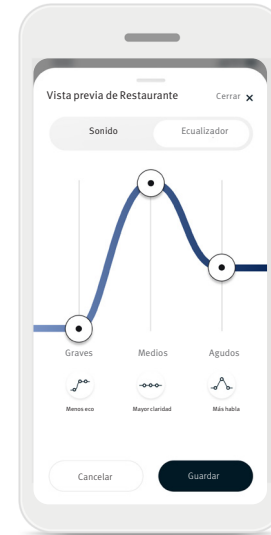 Vista previa de Restaurante Cerrar
Sonido Ecualizador
Graves Medios Agudos
Menos eco Mayor claridad Más habla
Cancelar Guardar